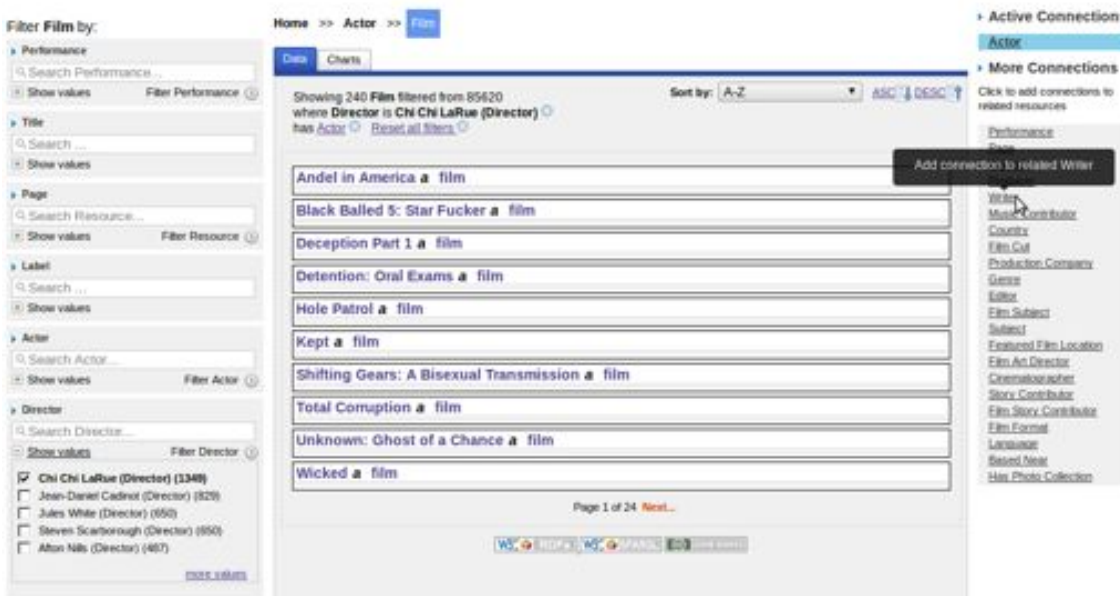 Filter Film by:
Performance
Search Performance...
Show values Filter Performance
Title
Search ...
Show values
Page
Search Resource...
Show values Filter Resource
Label
Search ...
Show values
Actor
Search Actor...
Show values Filter Actor
Director
Search Director...
Show values Filter Director
Chi Chi LaRue (Director) (1349)
Jean-Daniel Cadinot (Director) (829)
Jules White (Director) (650)
Steven Scarborough (Director) (650)
Afton Nills (Director) (487)
more values
Home >> Actor >> Film
Data Charts
Showing 240 Film filtered from 85620
where Director is Chi Chi LaRue (Director)
has Actor Reset all filters
Sort by: A-Z ASC DESC
Andel in America a film
Black Balled 5: Star Fucker a film
Deception Part 1 a film
Detention: Oral Exams a film
Hole Patrol a film
Kept a film
Shifting Gears: A Bisexual Transmission a film
Total Corruption a film
Unknown: Ghost of a Chance a film
Wicked a film
Page 1 of 24 Next...
Active Connection
Actor
More Connections
Click to add connections to
related resources
Performance
Page
Add connection to related Writer
Writer
Music Contributor
Country
Film Cut
Production Company
Genre
Editor
Film Subject
Subject
Featured Film Location
Film Art Director
Cinematographer
Story Contributor
Film Story Contributor
Film Format
Language
Based Near
Has Photo Collection